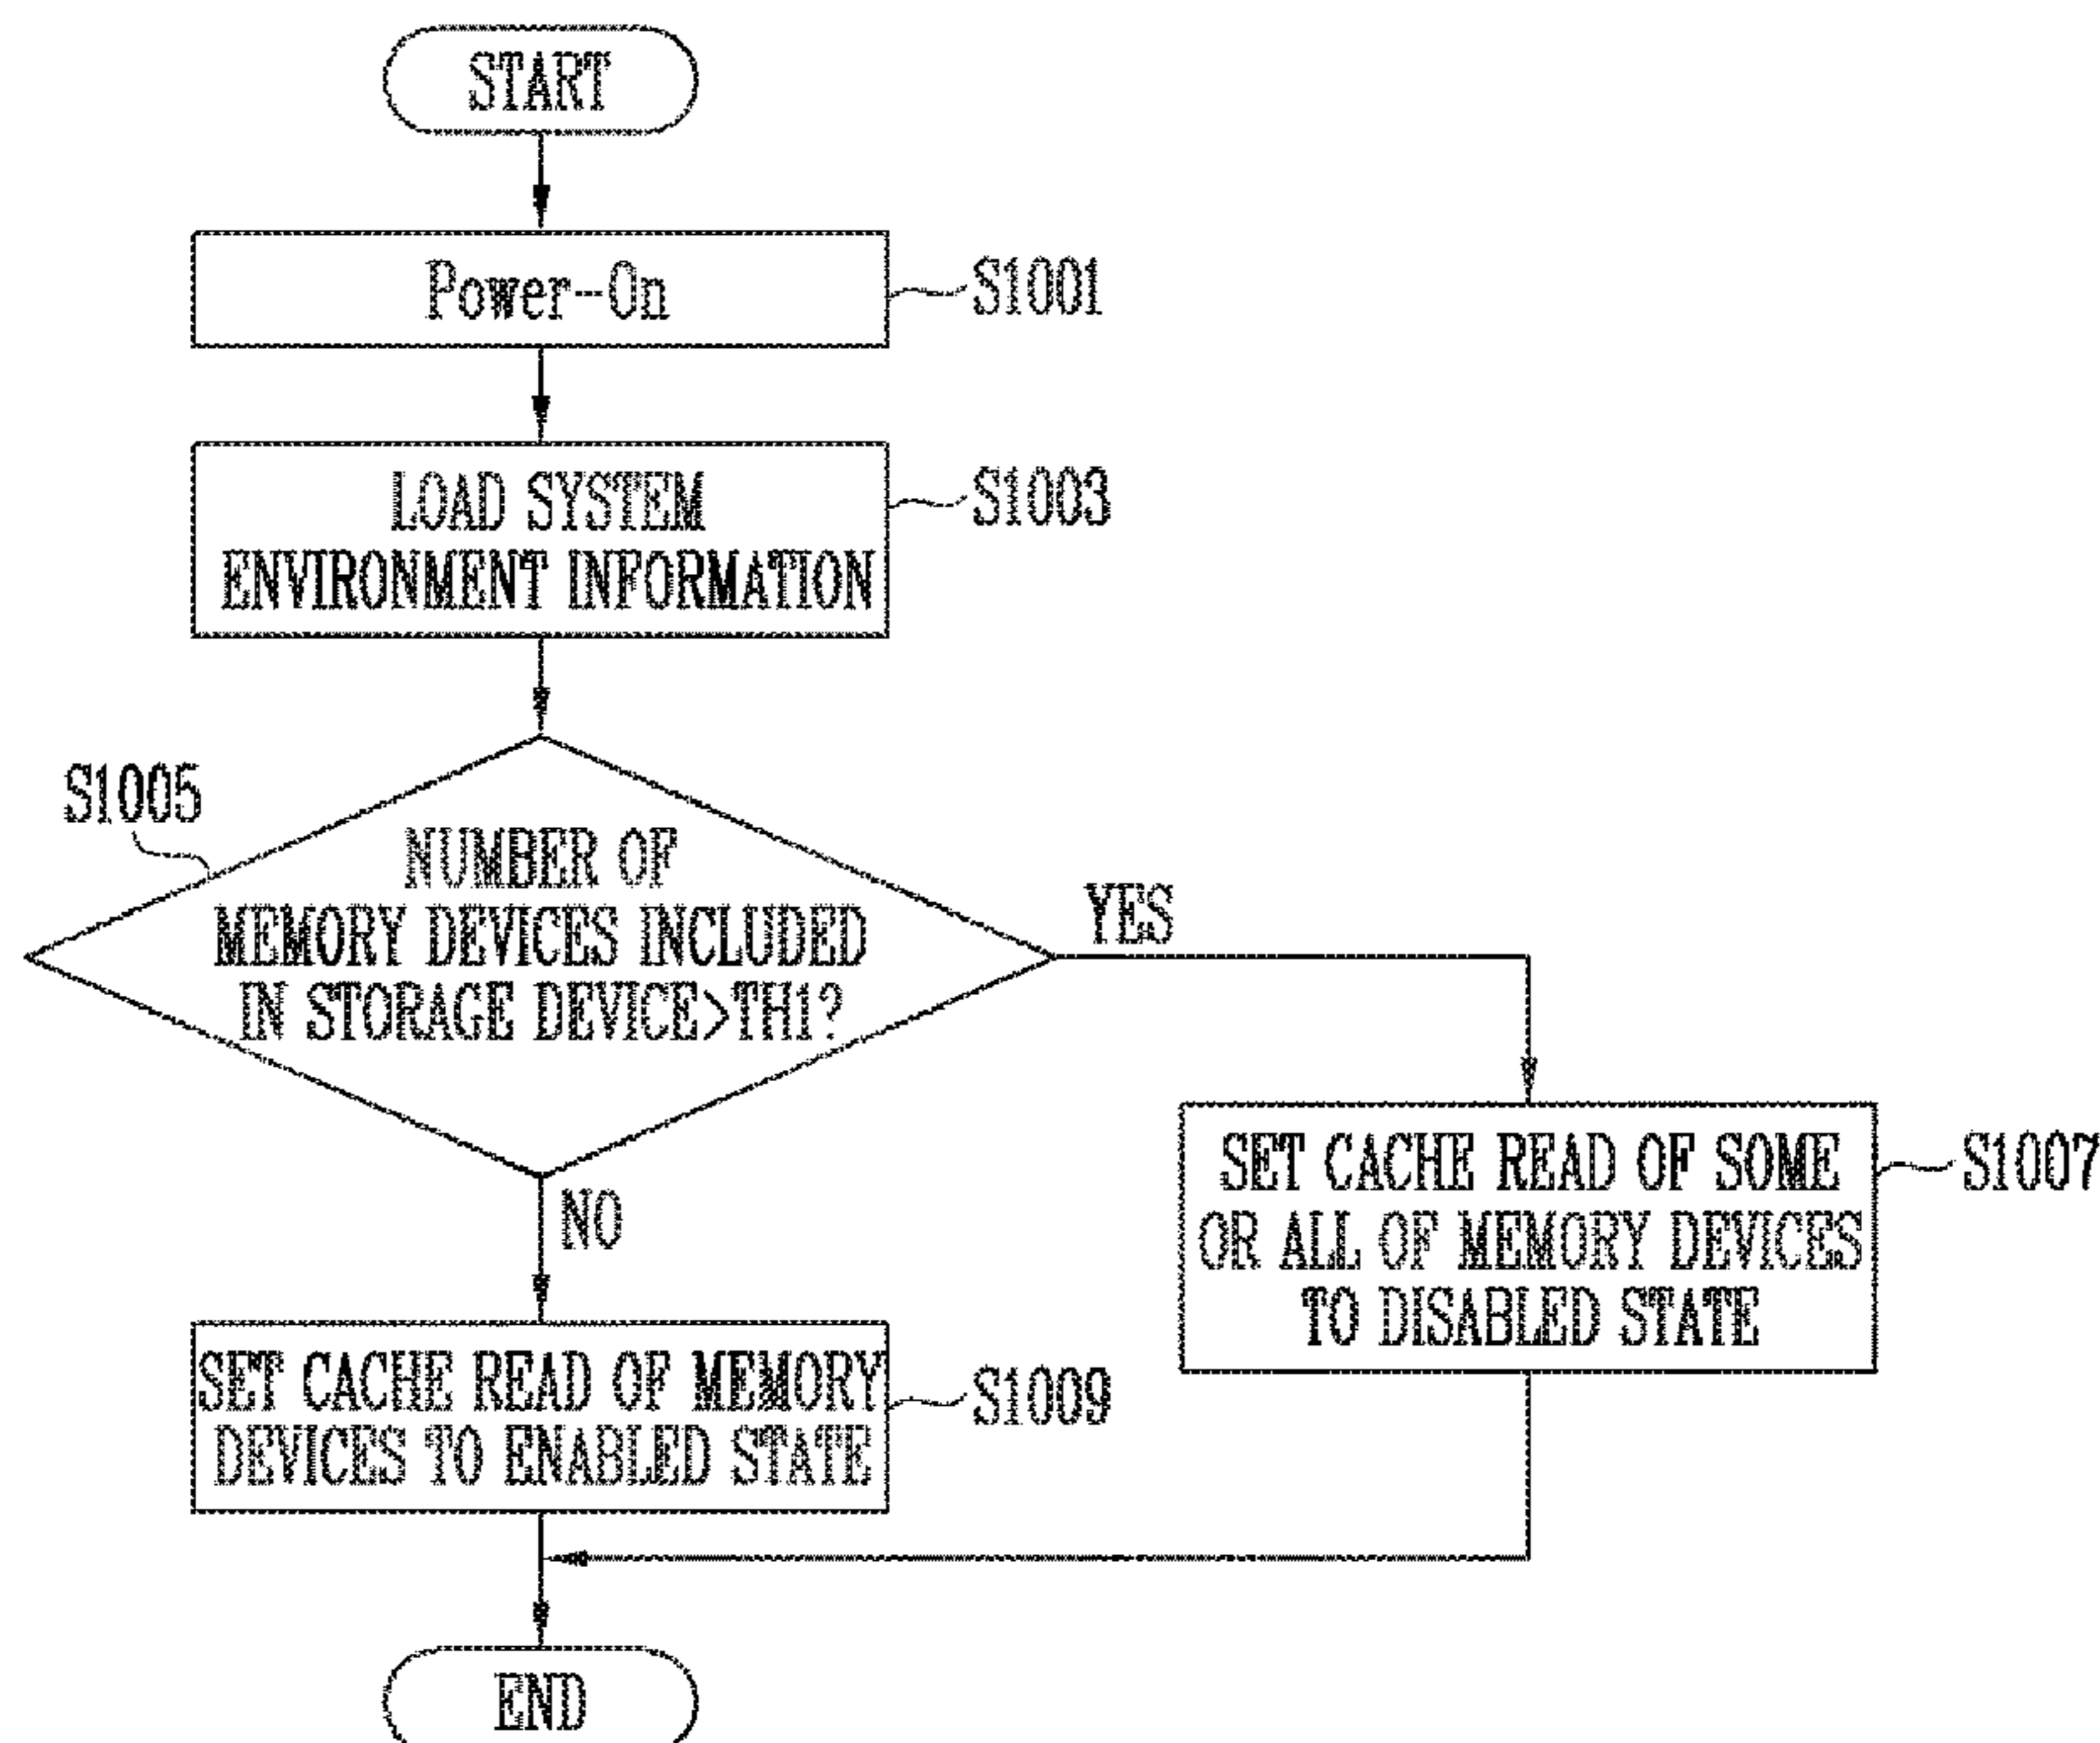 START
Power-On
S1001
LOAD SYSTEM
ENVIRONMENT INFORMATION
S1003
S1005
NUMBER OF
MEMORY DEVICES INCLUDED
IN STORAGE DEVICE>TH1?
YES
NO
SET CACHE READ OF SOME
OR ALL OF MEMORY DEVICES
TO DISABLED STATE
S1007
SET CACHE READ OF MEMORY
DEVICES TO ENABLED STATE
S1009
END